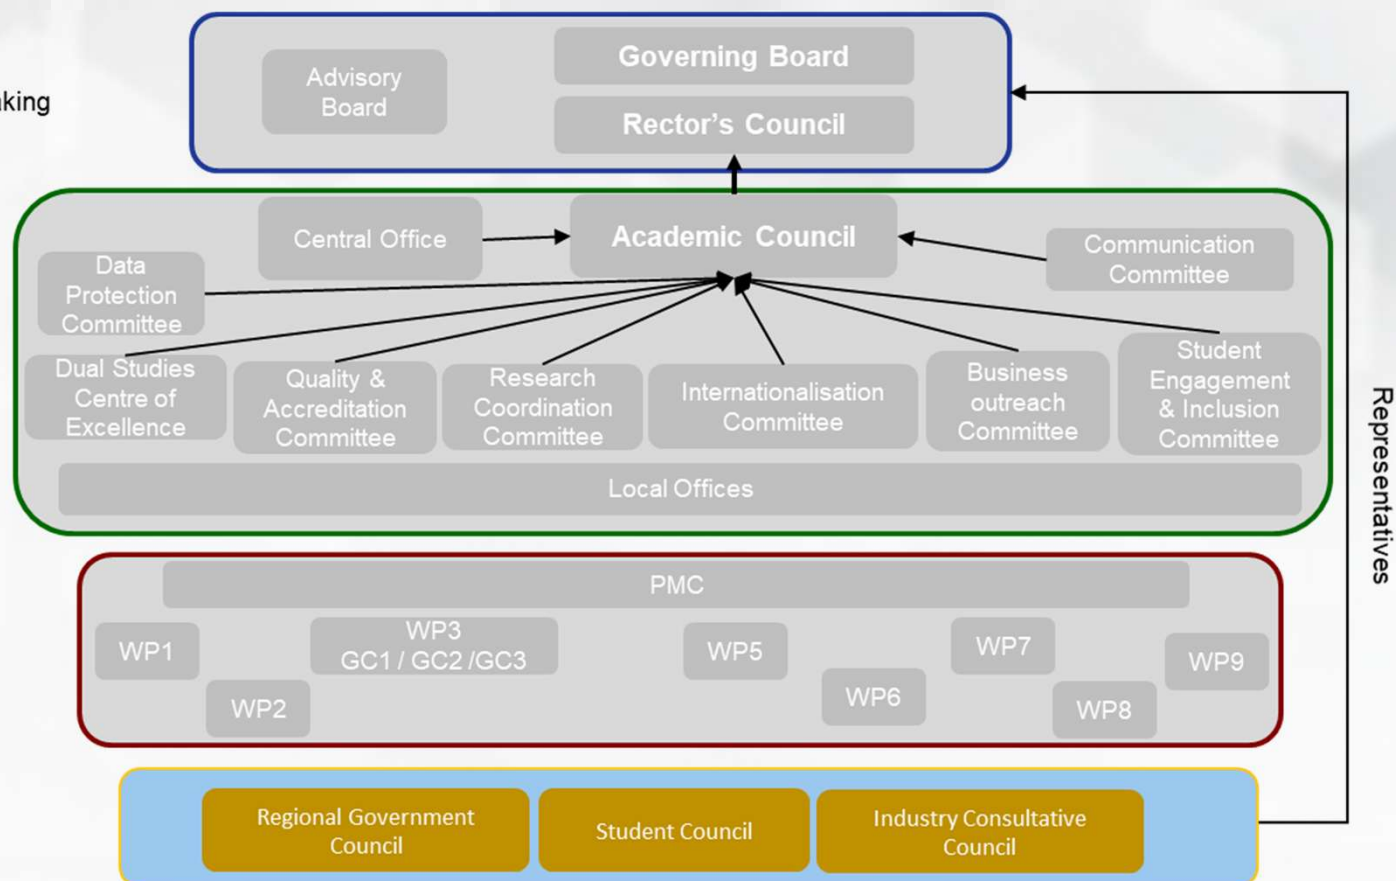 Governing Board
Advisory
Board
aking
Rector's Council
Academic Council
Central Office
Communication
Committee
Data
Protection
Committee
Dual Studies
Centre of
Excellence
Quality &
Accreditation
Committee
Research
Coordination
Committee
Internationalisation
Committee
Business
outreach
Committee
Student
Engagement
& Inclusion
Committee
Local Offices
Representatives
PMC
WP1
WP2
WP3
GC1 / GC2 /GC3
WP5
WP6
WP7
WP8
WP9
Regional Government
Council
Student Council
Industry Consultative
Council